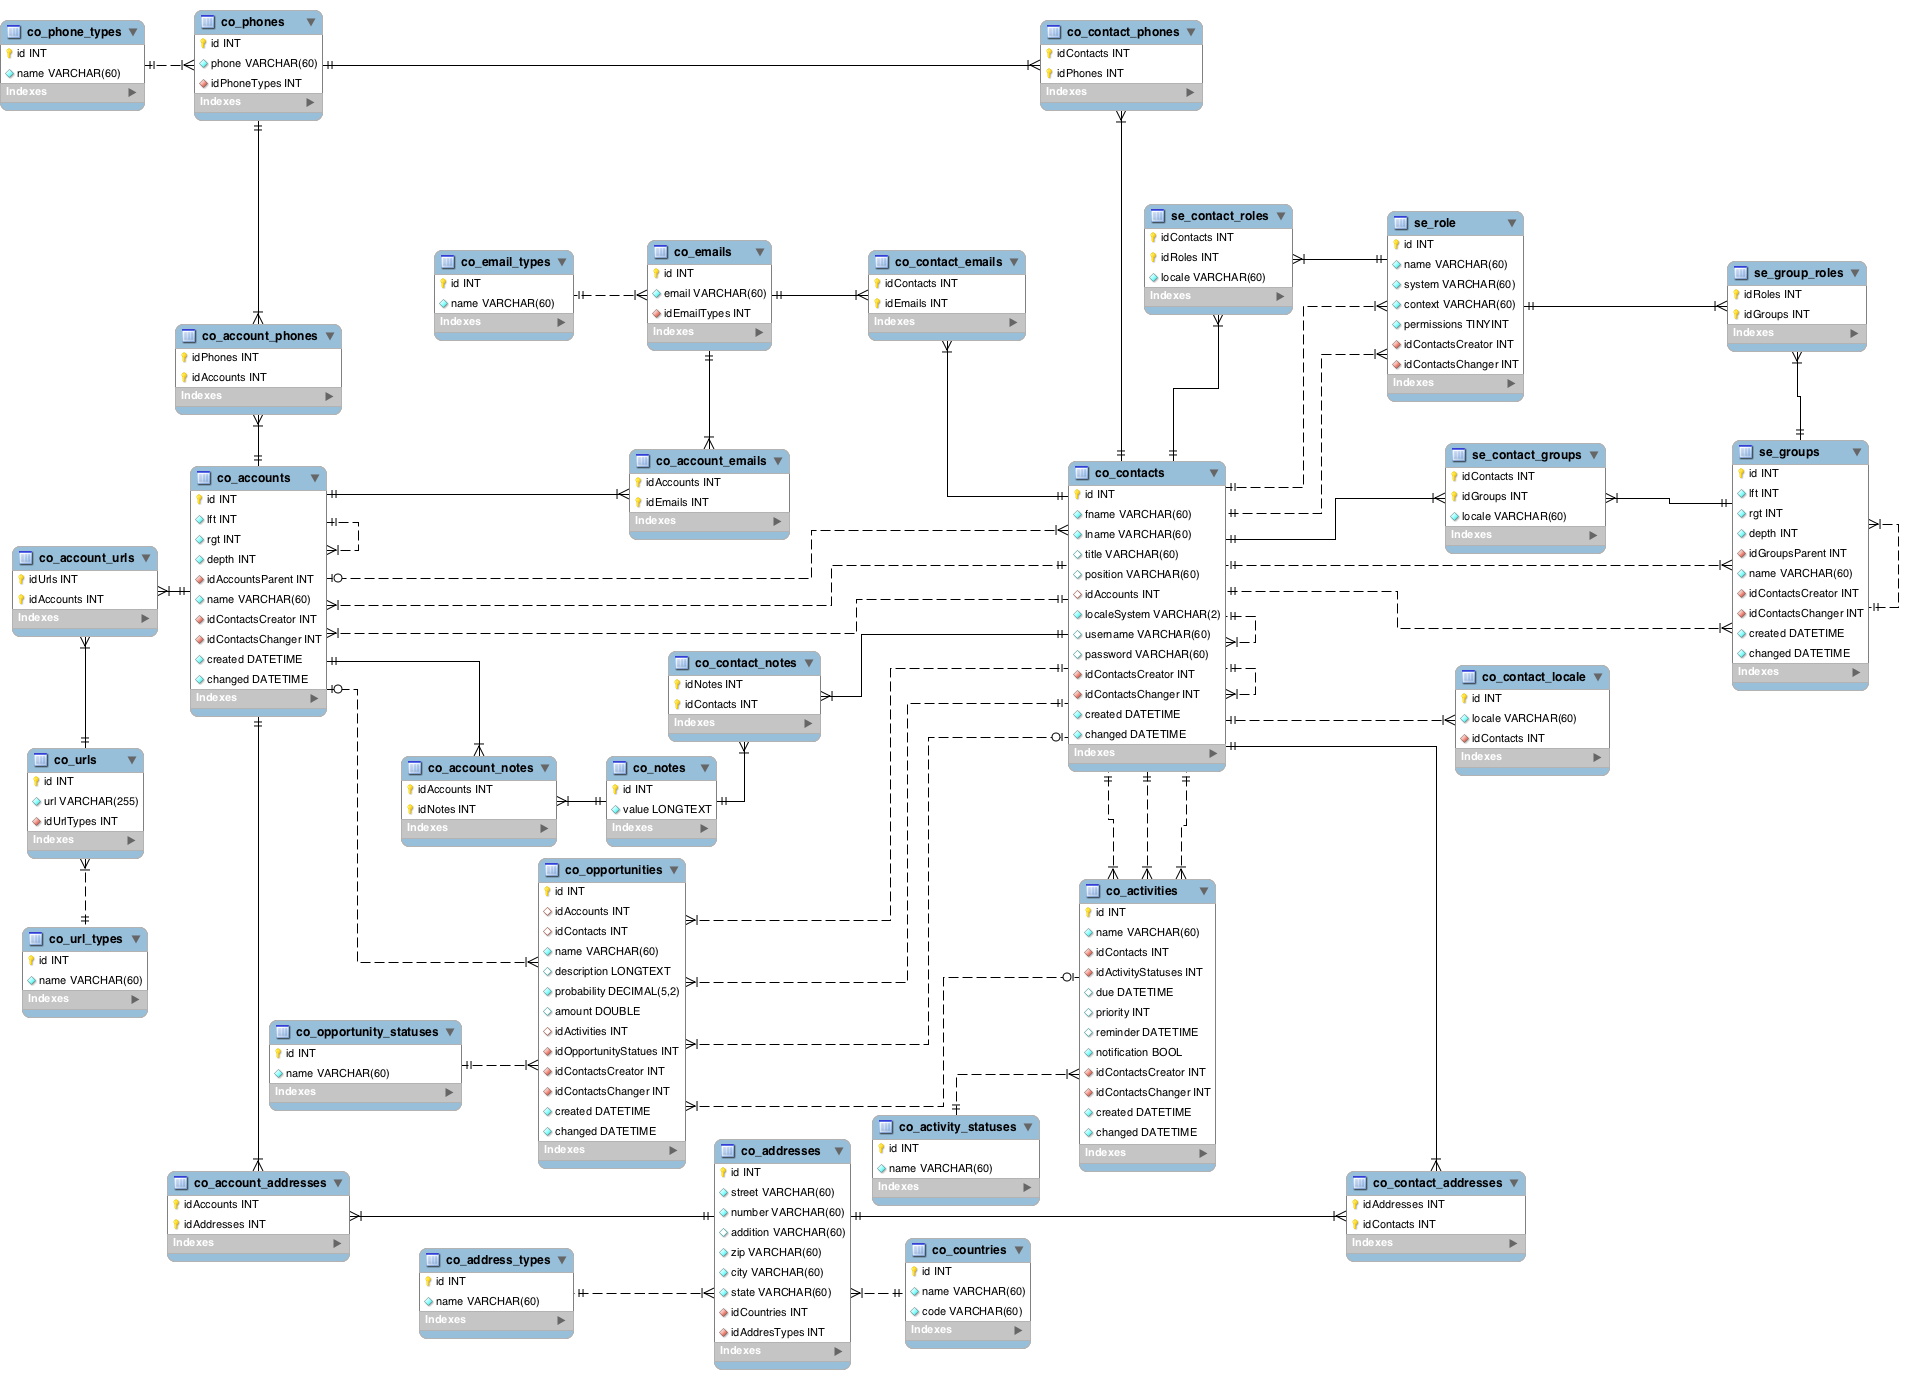 co_phone_types
id INT
name VARCHAR(60)
Indexes
co_phones
id INT
phone VARCHAR(60)
idPhoneTypes INT
Indexes
co_contact_phones
idContacts INT
idPhones INT
Indexes
se_contact_roles
idContacts INT
idRoles INT
locale VARCHAR(60)
Indexes
se_role
id INT
name VARCHAR(60)
system VARCHAR(60)
context VARCHAR(60)
permissions TINYINT
idContactsCreator INT
idContactsChanger INT
Indexes
se_group_roles
idRoles INT
idGroups INT
Indexes
co_email_types
id INT
name VARCHAR(60)
Indexes
co_emails
id INT
email VARCHAR(60)
idEmailTypes INT
Indexes
co_contact_emails
idContacts INT
idEmails INT
Indexes
co_account_phones
idPhones INT
idAccounts INT
Indexes
co_accounts
id INT
lft INT
rgt INT
depth INT
idAccountsParent INT
name VARCHAR(60)
idContactsCreator INT
idContactsChanger INT
created DATETIME
changed DATETIME
Indexes
co_account_emails
idAccounts INT
idEmails INT
Indexes
co_contacts
id INT
fname VARCHAR(60)
lname VARCHAR(60)
title VARCHAR(60)
position VARCHAR(60)
idAccounts INT
localeSystem VARCHAR(2)
username VARCHAR(60)
password VARCHAR(60)
idContactsCreator INT
idContactsChanger INT
created DATETIME
changed DATETIME
Indexes
se_contact_groups
idContacts INT
idGroups INT
locale VARCHAR(60)
Indexes
se_groups
id INT
lft INT
rgt INT
depth INT
idGroupsParent INT
name VARCHAR(60)
idContactsCreator INT
idContactsChanger INT
created DATETIME
changed DATETIME
Indexes
co_account_urls
idUrls INT
idAccounts INT
Indexes
co_contact_notes
idNotes INT
idContacts INT
Indexes
co_contact_locale
id INT
locale VARCHAR(60)
idContacts INT
Indexes
co_urls
id INT
url VARCHAR(255)
idUrlTypes INT
Indexes
co_account_notes
idAccounts INT
idNotes INT
Indexes
co_notes
id INT
value LONGTEXT
Indexes
co_url_types
id INT
name VARCHAR(60)
Indexes
co_opportunities
id INT
idAccounts INT
idContacts INT
name VARCHAR(60)
description LONGTEXT
probability DECIMAL(5,2)
amount DOUBLE
idActivities INT
idOpportunityStatues INT
idContactsCreator INT
idContactsChanger INT
created DATETIME
changed DATETIME
Indexes
co_activities
id INT
name VARCHAR(60)
idContacts INT
idActivityStatuses INT
due DATETIME
priority INT
reminder DATETIME
notification BOOL
idContactsCreator INT
idContactsChanger INT
created DATETIME
changed DATETIME
Indexes
co_opportunity_statuses
id INT
name VARCHAR(60)
Indexes
co_activity_statuses
id INT
name VARCHAR(60)
Indexes
co_account_addresses
idAccounts INT
idAddresses INT
Indexes
co_addresses
id INT
street VARCHAR(60)
number VARCHAR(60)
addition VARCHAR(60)
zip VARCHAR(60)
city VARCHAR(60)
state VARCHAR(60)
idCountries INT
idAddresTypes INT
Indexes
co_contact_addresses
idAddresses INT
idContacts INT
Indexes
co_address_types
id INT
name VARCHAR(60)
Indexes
co_countries
id INT
name VARCHAR(60)
code VARCHAR(60)
Indexes